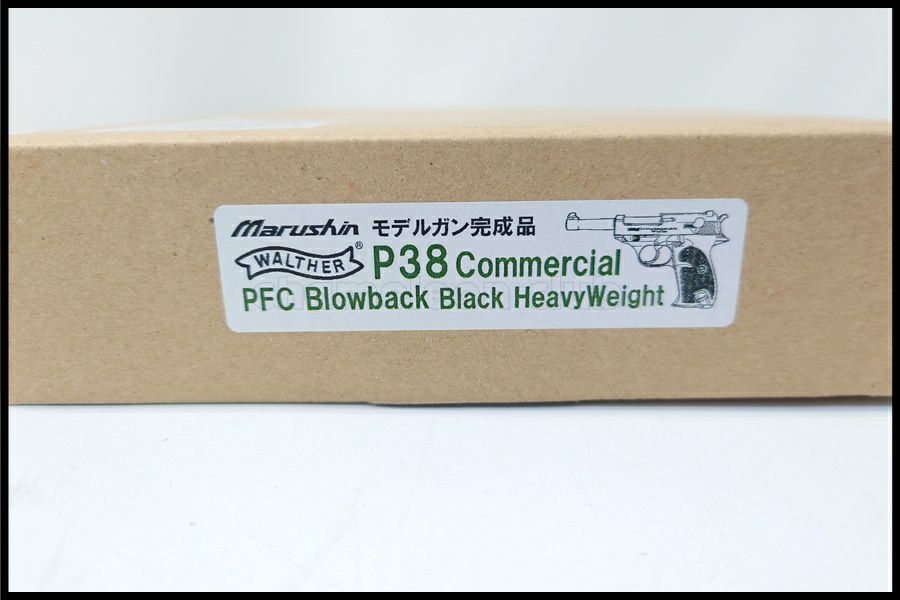 Marushin モデルガン完成品
WALTHER® P38 Commercial
PFC Blowback Black HeavyWeight